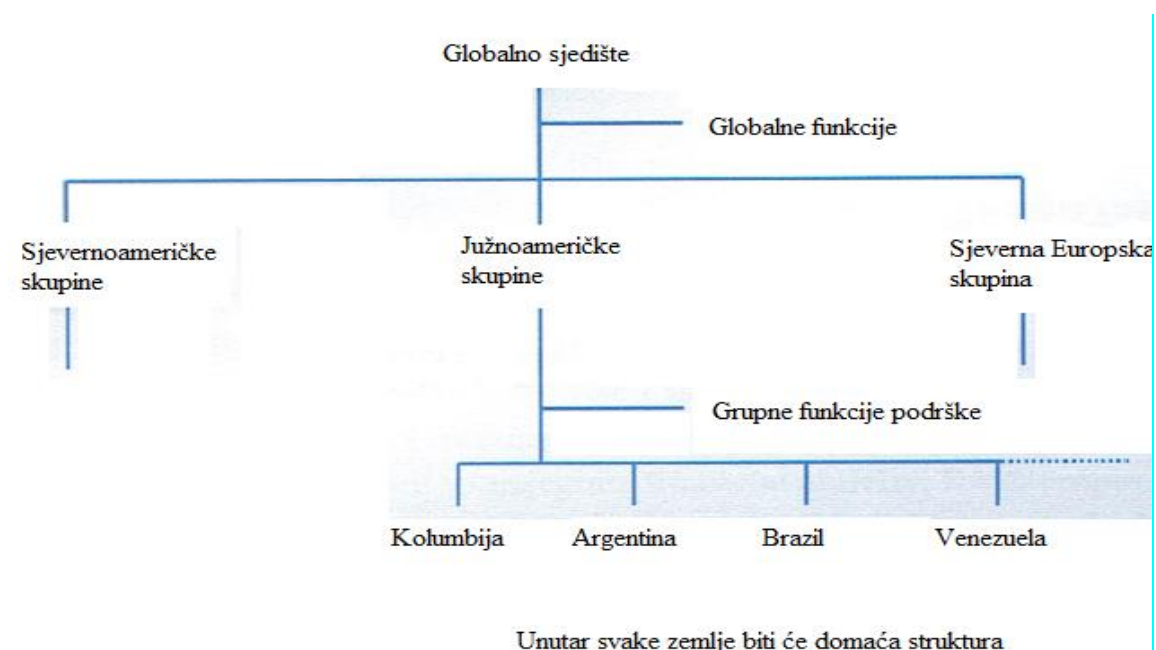 Globalno sjedište
Globalne funkcije
Sjevernoameričke
skupine
Južnoameričke
skupine
Sjeverna Europska
skupina
Grupne funkcije podrške
Kolumbija
Argentina
Brazil
Venezuela
Unutar svake zemlje biti će domaća struktura